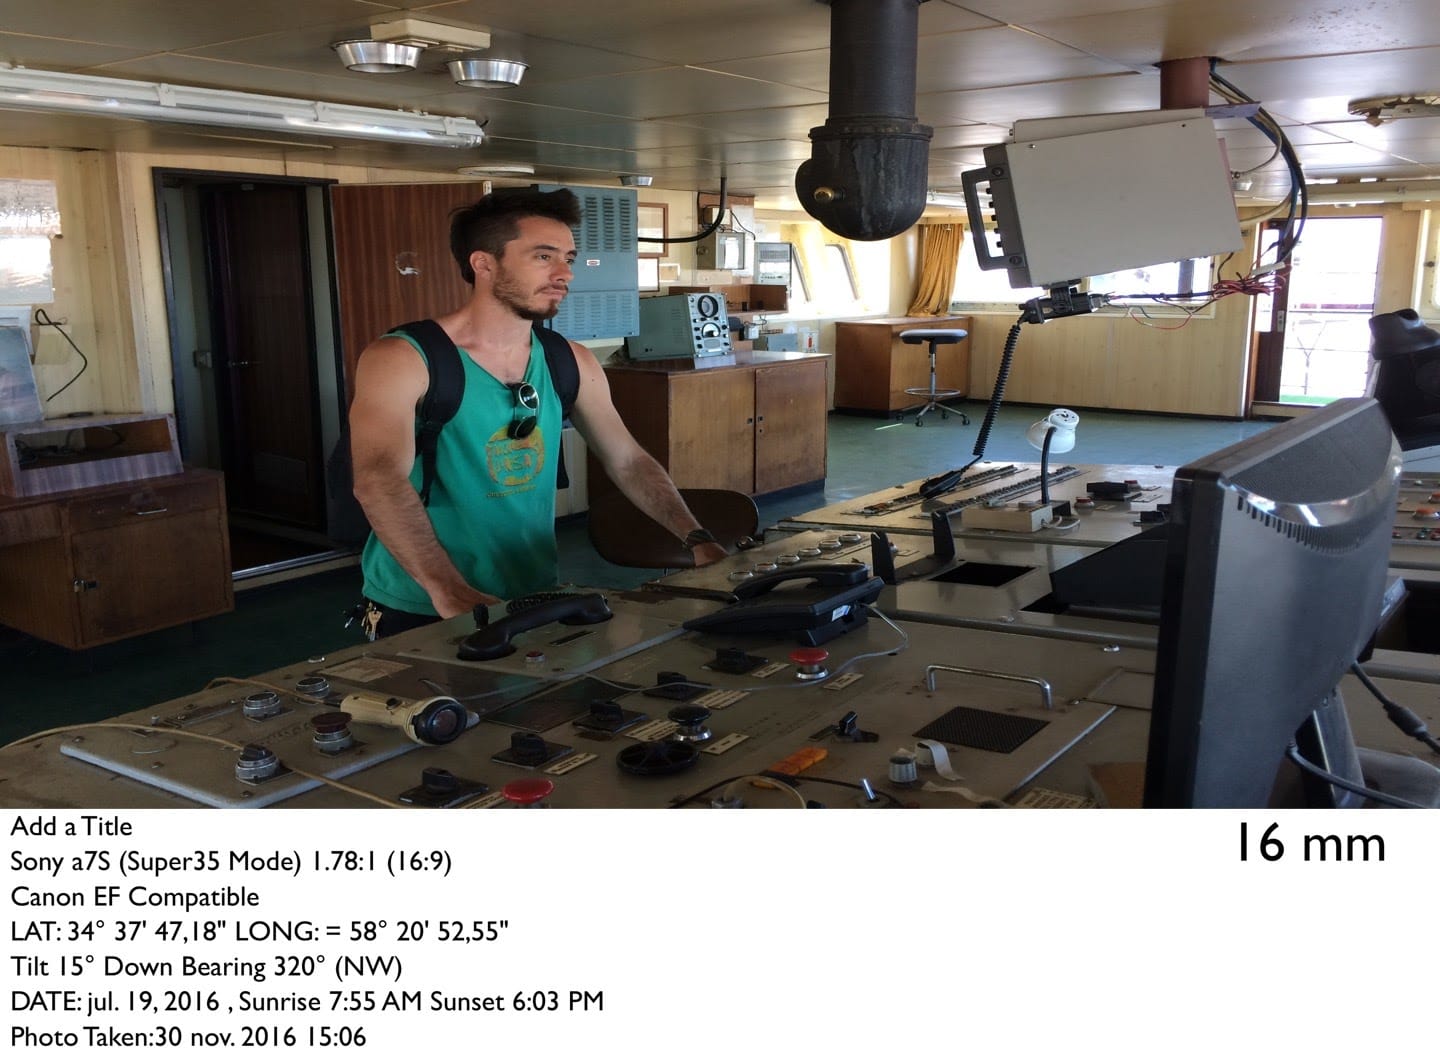 Add a Title
Sony a7S (Super35 Mode) 1.78:1 (16:9)
Canon EF Compatible
LAT: 34° 37' 47,18" LONG: = 58° 20' 52,55"
Tilt 15° Down Bearing 320° (NW)
DATE: jul. 19, 2016 , Sunrise 7:55 AM Sunset 6:03 PM
Photo Taken:30 nov. 2016 15:06
16 mm